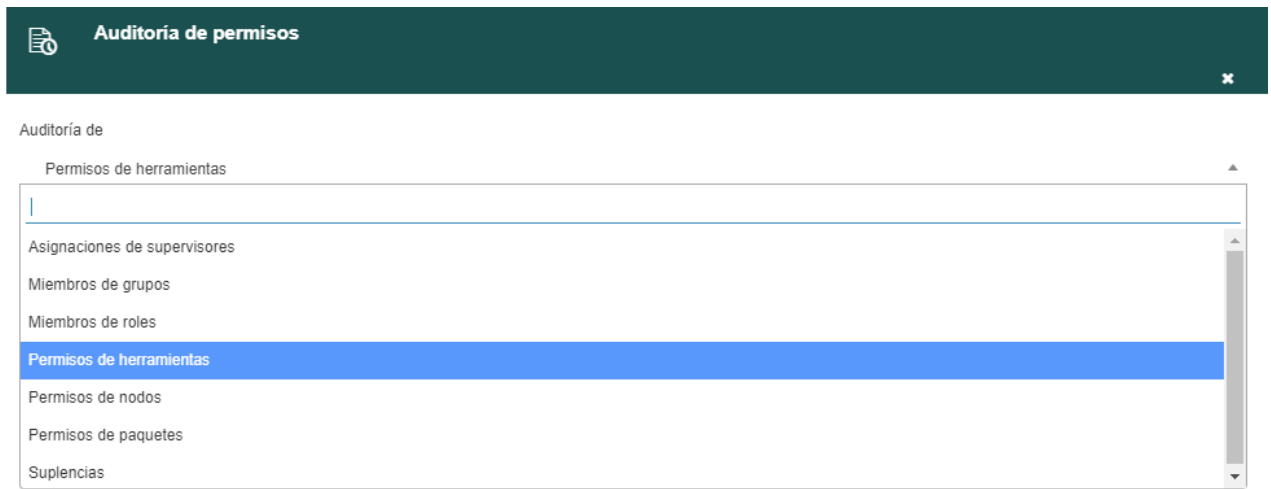 Auditoría de permisos
Auditoría de
Permisos de herramientas
Asignaciones de supervisores
Miembros de grupos
Miembros de roles
Permisos de herramientas
Permisos de nodos
Permisos de paquetes
Suplencias